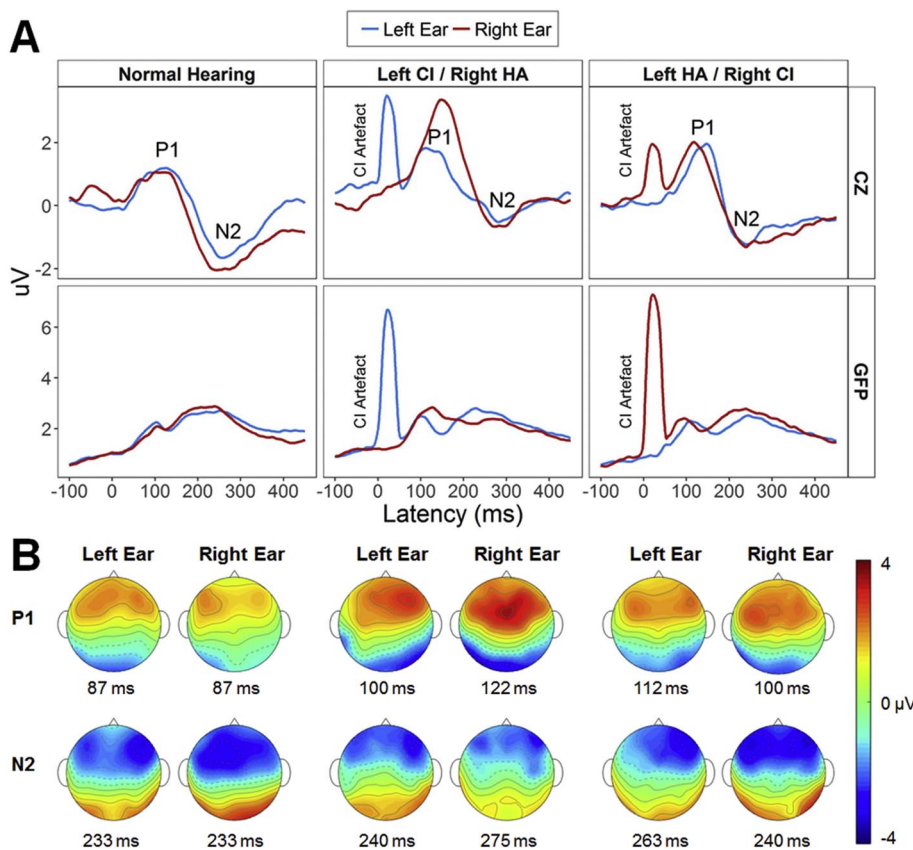 A
Left Ear Right Ear
Normal Hearing
Left CI / Right HA
Left HA / Right CI
uV
2
0
-2
P1
N2
CI Artefact
P1
N2
CI Artefact
P1
N2
CZ
6
4
2
CI Artefact
CI Artefact
GFP
-100 0 100 200 300 400
-100 0 100 200 300 400
-100 0 100 200 300 400
Latency (ms)
B
Left Ear Right Ear Left Ear Right Ear Left Ear Right Ear
P1
87 ms 87 ms 100 ms 122 ms 112 ms 100 ms
N2
233 ms 233 ms 240 ms 275 ms 263 ms 240 ms
4
0 µV
-4